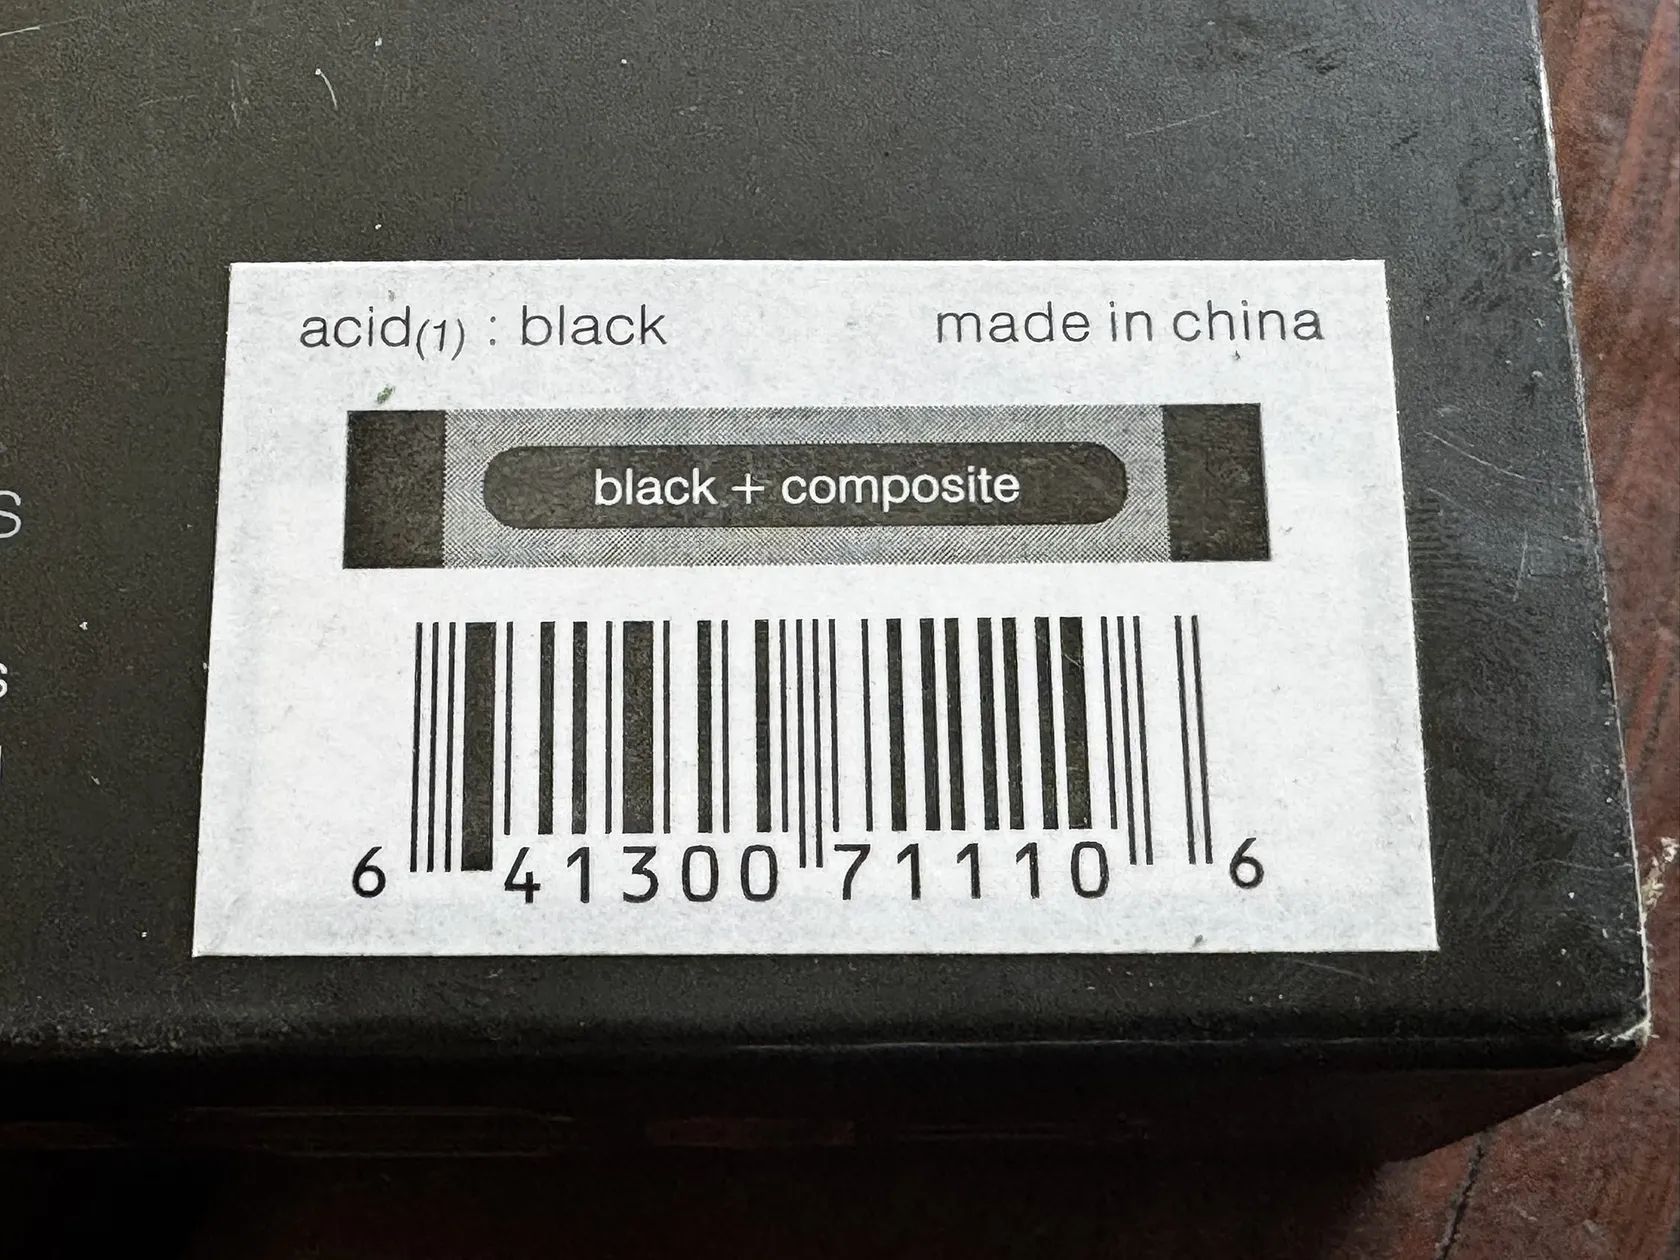 acid(1) : black
made in china
black + composite
6 41300 71110 6
s
s